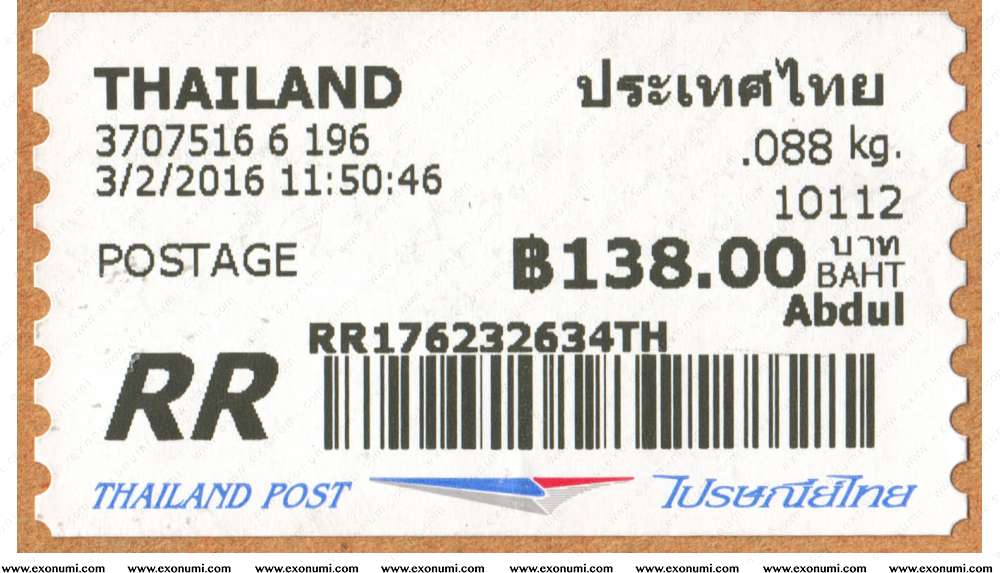 THAILAND ประเทศไทย
3707516 6 196 .088 kg.
3/2/2016 11:50:46
10112
POSTAGE ฿138.00 บาท BAHT
Abdul
RR176232634TH
RR
THAILAND POST ไปรษณีย์ไทย
www.exonumi.com www.exonumi.com www.exonumi.com www.exonumi.com www.exonumi.com www.exonumi.com www.exonumi.com www.exonumi.com